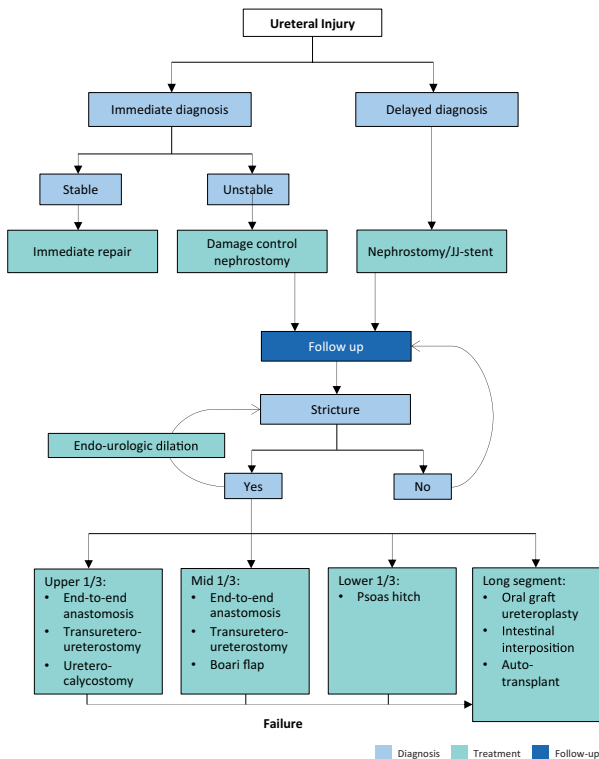 Ureteral Injury
Immediate diagnosis
Delayed diagnosis
Stable
Unstable
Immediate repair
Damage control
nephrostomy
Nephrostomy/JJ-stent
Follow up
Stricture
Endo-urologic dilation
Yes
No
Upper 1/3:
• End-to-end
anastomosis
• Transuretero-
ureterostomy
• Uretero-
calycostomy
Mid 1/3:
• End-to-end
anastomosis
• Transuretero-
ureterostomy
• Boari flap
Lower 1/3:
• Psoas hitch
Long segment:
• Oral graft
ureteroplasty
• Intestinal
interposition
• Auto-
transplant
Failure
Diagnosis
Treatment
Follow-up